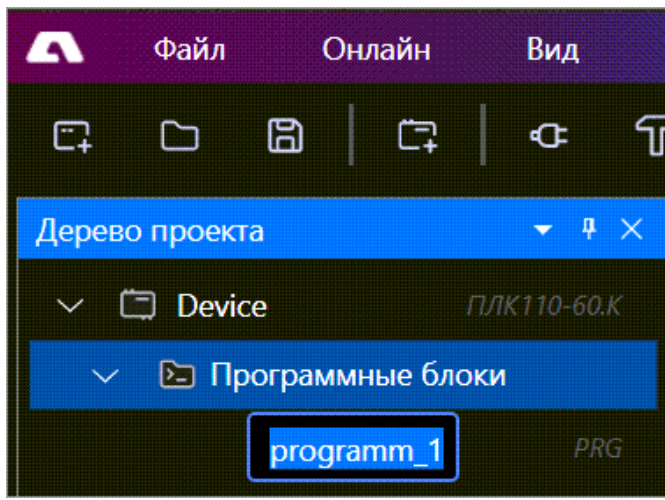 Файл Онлайн Вид
Дерево проекта
Device ПЛК110-60.К
Программные блоки
programm_1 PRG